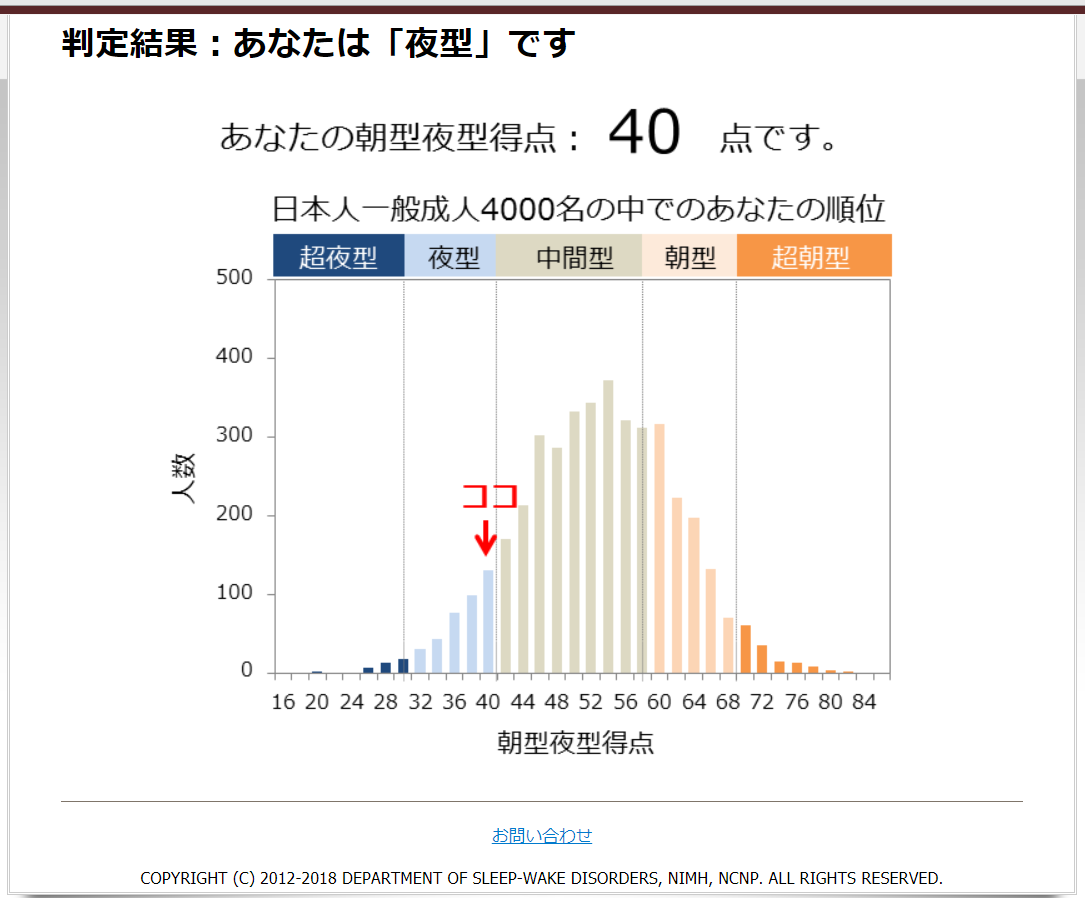 判定結果：あなたは「夜型」です
あなたの朝型夜型得点： 40 点です。
日本人一般成人4000名の中でのあなたの順位
超夜型 夜型 中間型 朝型 超朝型
500
400
300
200
100
0
人数
ココ
16 20 24 28 32 36 40 44 48 52 56 60 64 68 72 76 80 84
朝型夜型得点
お問い合わせ
COPYRIGHT (C) 2012-2018 DEPARTMENT OF SLEEP-WAKE DISORDERS, NIMH, NCNP. ALL RIGHTS RESERVED.